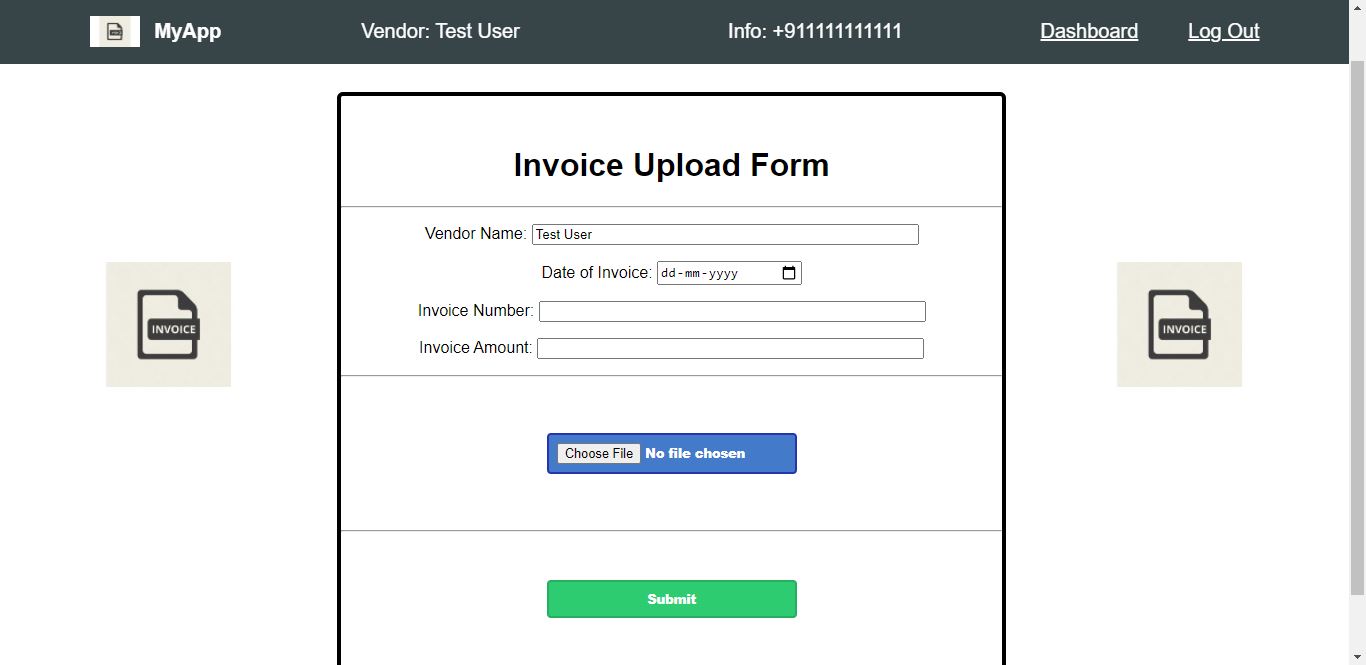 MyApp Vendor: Test User Info: +911111111111 Dashboard Log Out
Invoice Upload Form
Vendor Name: Test User
Date of Invoice: dd-mm-yyyy
INVOICE
INVOICE
Invoice Number:
Invoice Amount:
Choose File No file chosen
Submit